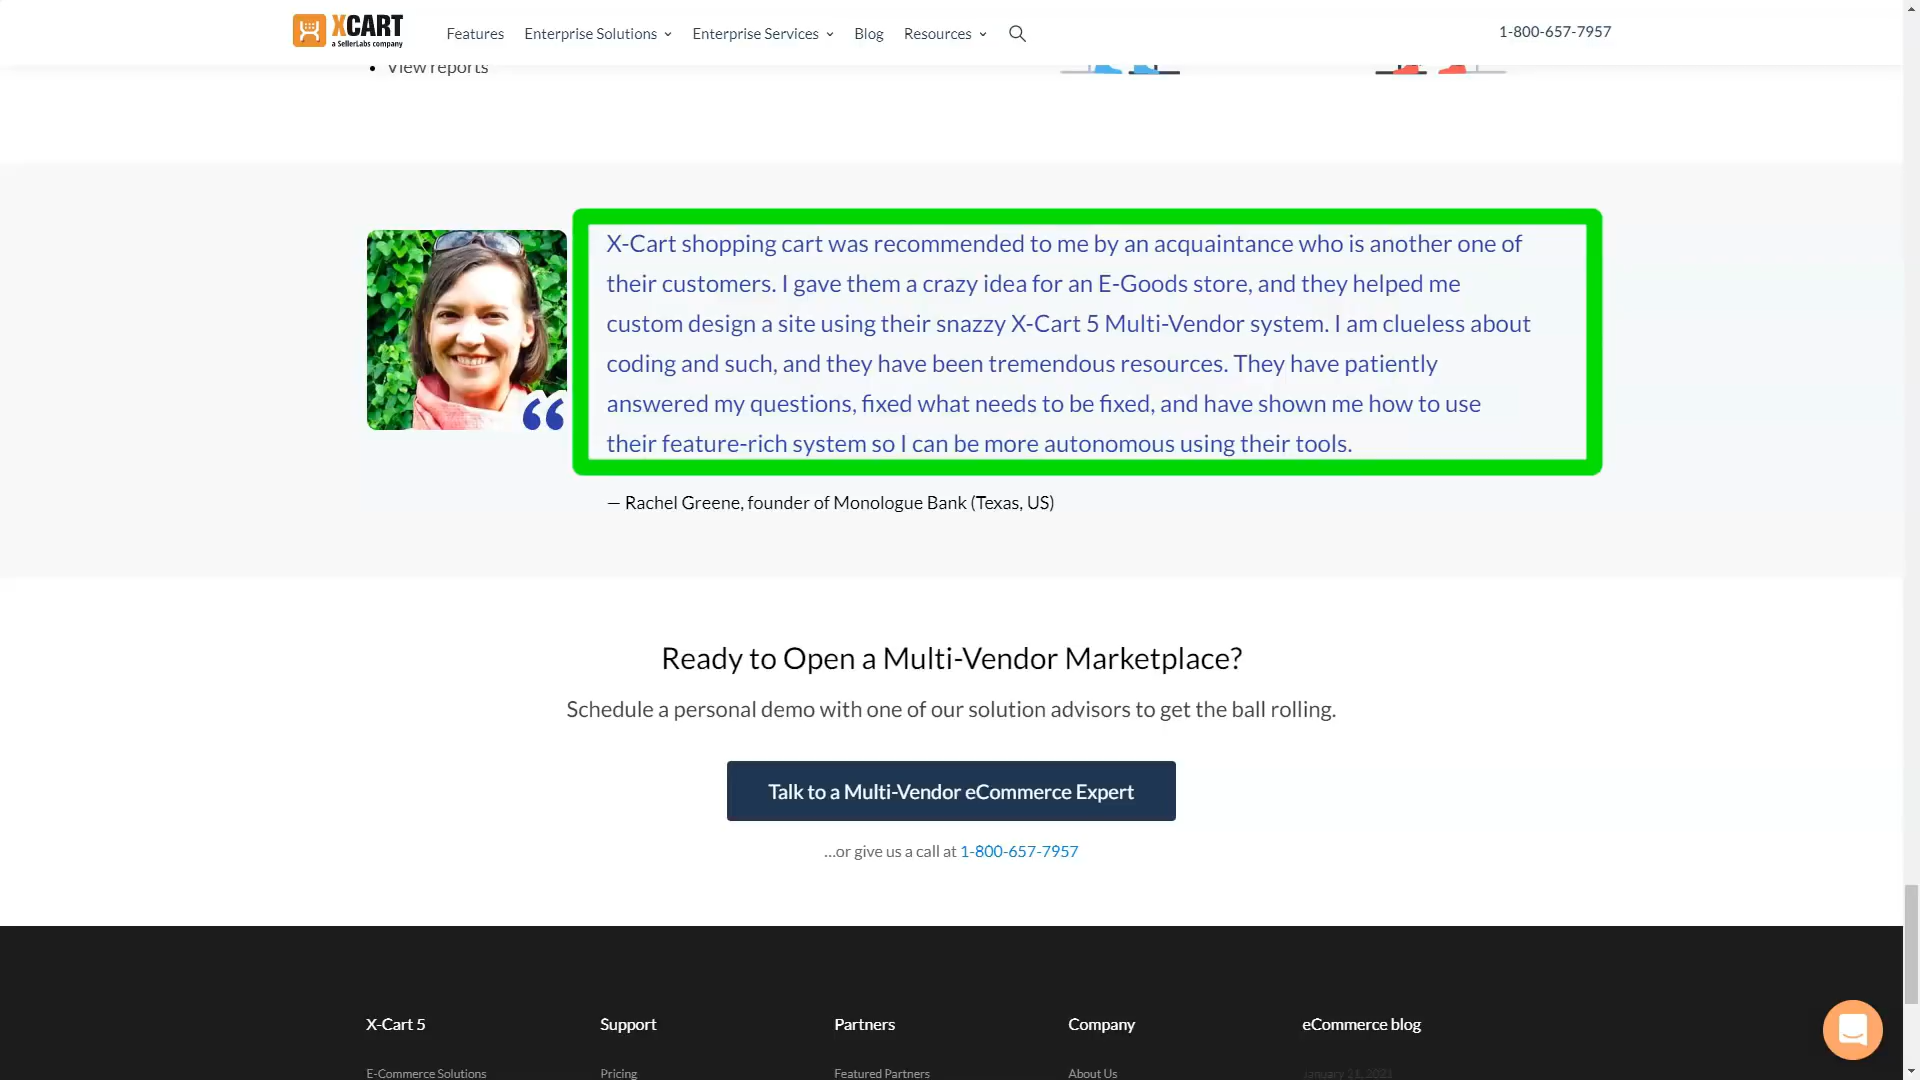 XCART
a SellerLabs company
Features Enterprise Solutions Enterprise Services Blog Resources
1-800-657-7957
View reports
X-Cart shopping cart was recommended to me by an acquaintance who is another one of
their customers. I gave them a crazy idea for an E-Goods store, and they helped me
custom design a site using their snazzy X-Cart 5 Multi-Vendor system. I am clueless about
coding and such, and they have been tremendous resources. They have patiently
answered my questions, fixed what needs to be fixed, and have shown me how to use
their feature-rich system so I can be more autonomous using their tools.
— Rachel Greene, founder of Monologue Bank (Texas, US)
Ready to Open a Multi-Vendor Marketplace?
Schedule a personal demo with one of our solution advisors to get the ball rolling.
Talk to a Multi-Vendor eCommerce Expert
...or give us a call at 1-800-657-7957
X-Cart 5 Support Partners Company eCommerce blog
E-Commerce Solutions Pricing Featured Partners About Us January 21, 2021